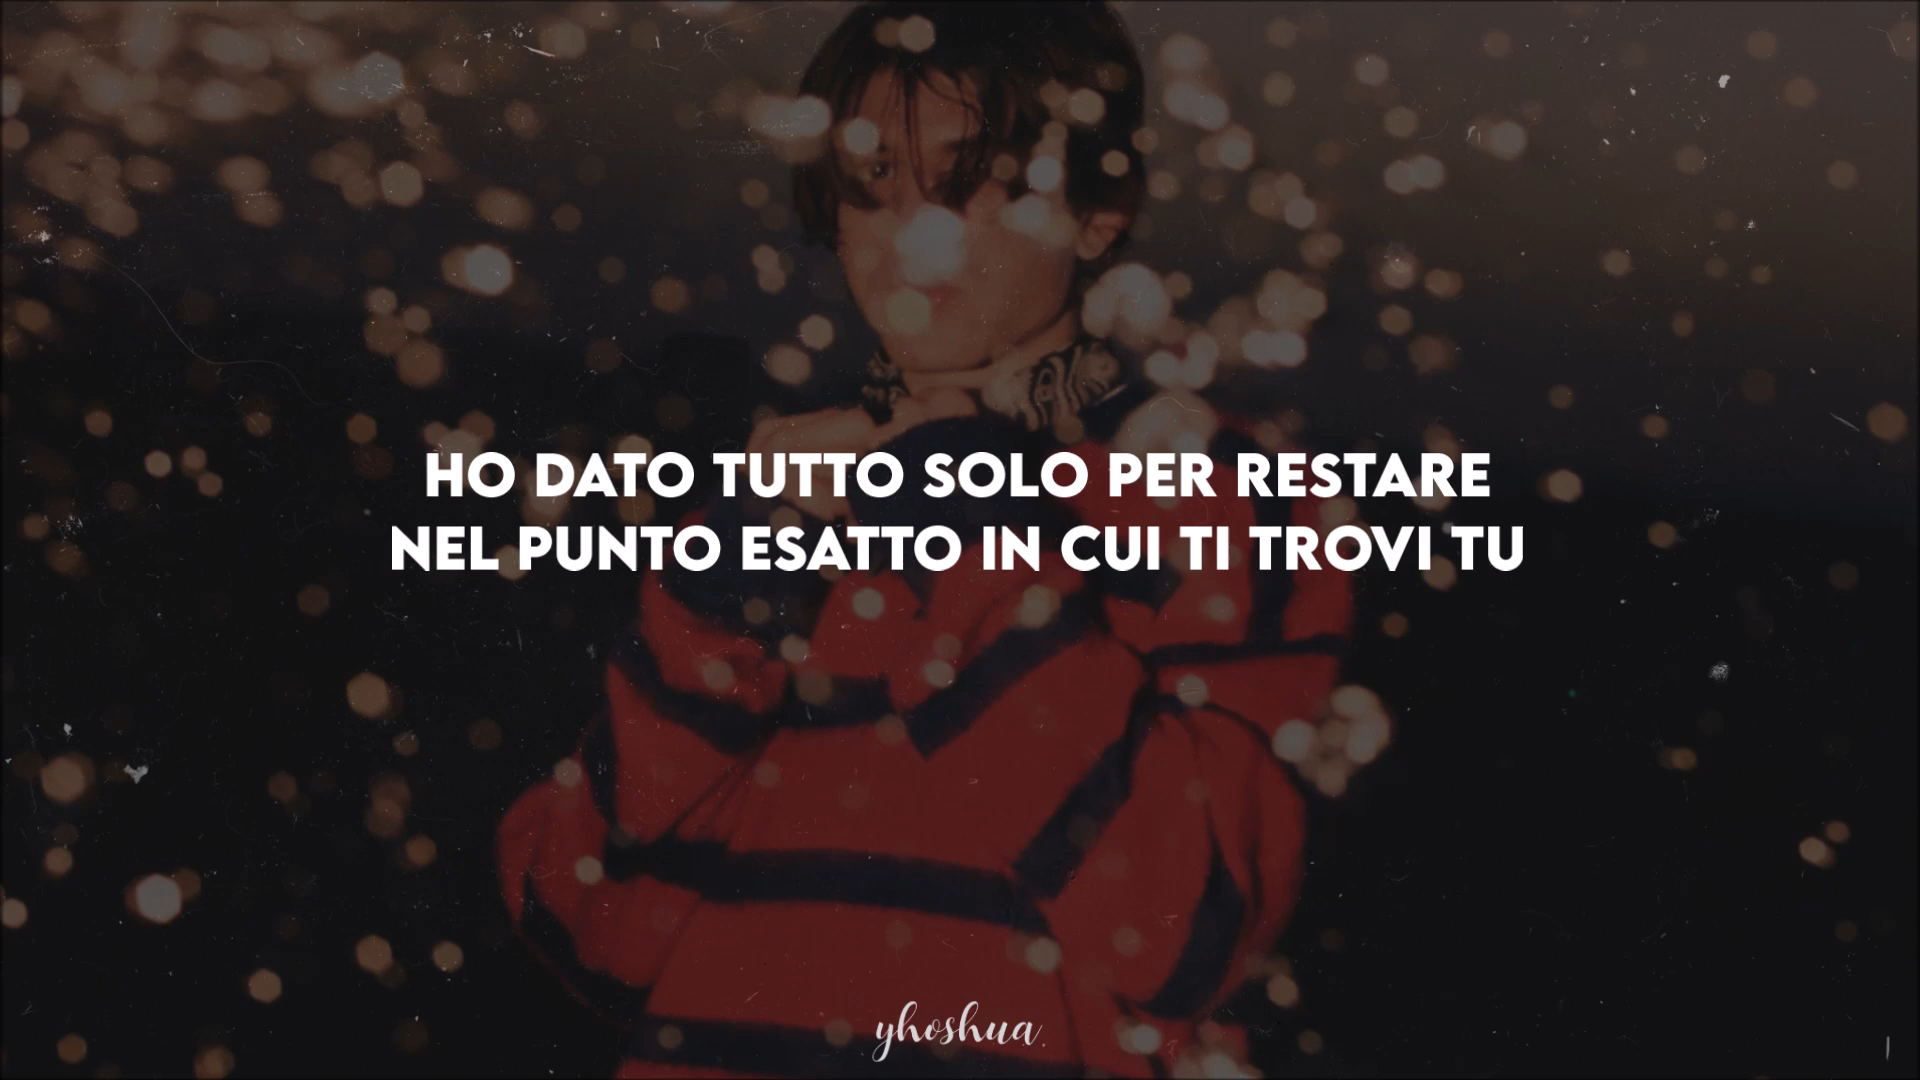 HO DATO TUTTO SOLO PER RESTARE
NEL PUNTO ESATTO IN CUI TI TROVI TU
yhoshua